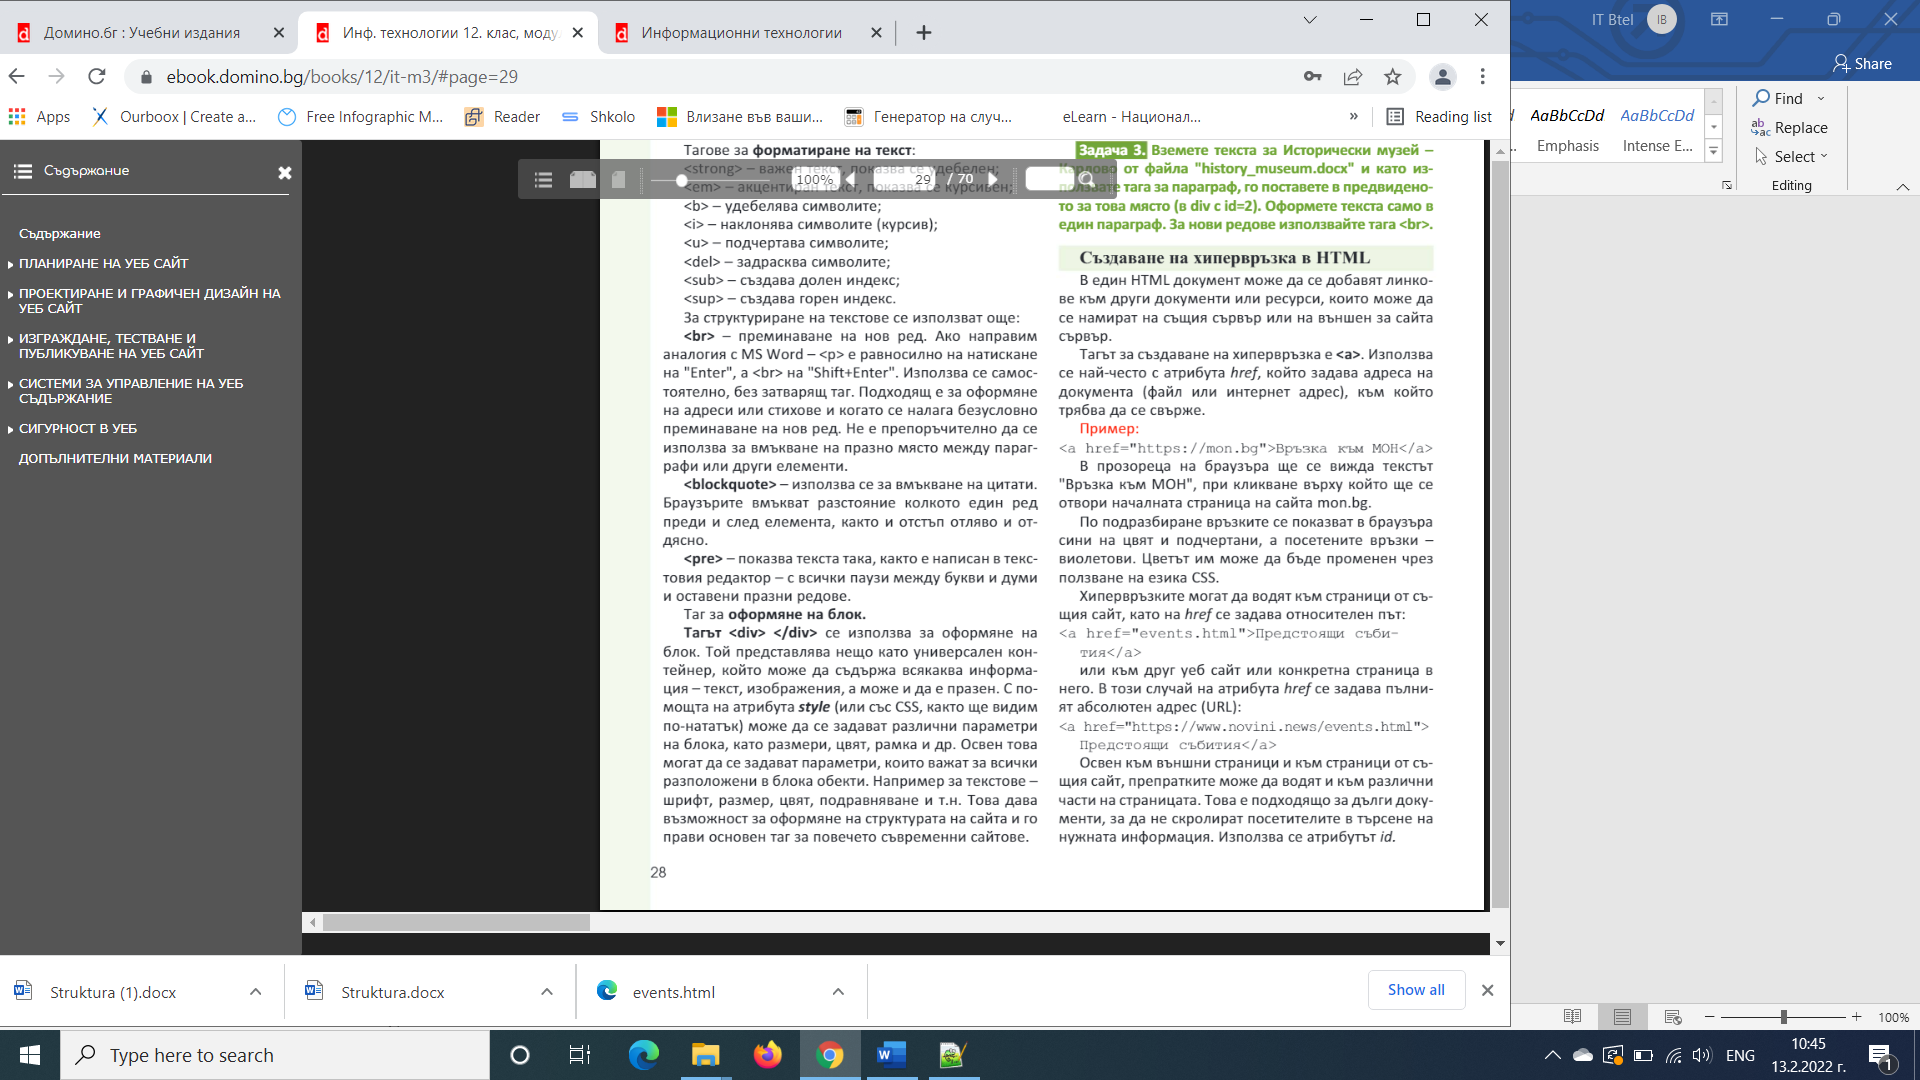 Домино.бг : Учебни издания
Инф. технологии 12. клас, моду
Информационни технологии
IT Btel
IB
ebook.domino.bg/books/12/it-m3/#page=29
Share
Apps
Ourboox | Create a...
Free Infographic M...
Reader
Shkolo
Влизане във ваши...
Генератор на случ...
eLearn - Национал...
»
Reading list
AaBbCcDd
AaBbCcDd
Emphasis
Intense E...
Find
Replace
Select
Editing
Съдържание
Съдържание
ПЛАНИРАНЕ НА УЕБ САЙТ
ПРОЕКТИРАНЕ И ГРАФИЧЕН ДИЗАЙН НА
УЕБ САЙТ
ИЗГРАЖДАНЕ, ТЕСТВАНЕ И
ПУБЛИКУВАНЕ НА УЕБ САЙТ
СИСТЕМИ ЗА УПРАВЛЕНИЕ НА УЕБ
СЪДЪРЖАНИЕ
СИГУРНОСТ В УЕБ
ДОПЪЛНИТЕЛНИ МАТЕРИАЛИ
100%
29
/ 70
Тагове за форматиране на текст:
<strong> – важен текст, показва се удебелен;
<em> – акцентиран текст, показва се курсивен;
<b> – удебелява символите;
<i> – наклонява символите (курсив);
<u> – подчертава символите;
<del> – задрасква символите;
<sub> – създава долен индекс;
<sup> – създава горен индекс.
За структуриране на текстове се използват още:
<br> – преминаване на нов ред. Ако направим
аналогия с MS Word – <p> е равносилно на натискане
на "Enter", а <br> на "Shift+Enter". Използва се самос-
тоятелно, без затварящ таг. Подходящ е за оформяне
на адреси или стихове и когато се налага безусловно
преминаване на нов ред. Не е препоръчително да се
използва за вмъкване на празно място между параг-
рафи или други елементи.
<blockquote> – използва се за вмъкване на цитати.
Браузърите вмъкват разстояние колкото един ред
преди и след елемента, както и отстъп отляво и от-
дясно.
<pre> – показва текста така, както е написан в текс-
товия редактор – с всички паузи между букви и думи
и оставени празни редове.
Таг за оформяне на блок.
Тагът <div> </div> се използва за оформяне на
блок. Той представлява нещо като универсален кон-
тейнер, който може да съдържа всякаква информа-
ция – текст, изображения, а може и да е празен. С по-
мощта на атрибута style (или със CSS, както ще видим
по-нататък) може да се задават различни параметри
на блока, като размери, цвят, рамка и др. Освен това
могат да се задават параметри, които важат за всички
разположени в блока обекти. Например за текстове –
шрифт, размер, цвят, подравняване и т.н. Това дава
възможност за оформяне на структурата на сайта и го
прави основен таг за повечето съвременни сайтове.
28
Задача 3. Вземете текста за Исторически музей –
Карлово от файла "history_museum.docx" и като из-
ползвате тага за параграф, го поставете в предвидено-
то за това място (в div с id=2). Оформете текста само в
един параграф. За нови редове използвайте тага <br>.
Създаване на хипервръзка в HTML
В един HTML документ може да се добавят линко-
ве към други документи или ресурси, които може да
се намират на същия сървър или на външен за сайта
сървър.
Тагът за създаване на хипервръзка е <a>. Използва
се най-често с атрибута href, който задава адреса на
документа (файл или интернет адрес), към който
трябва да се свърже.
Пример:
<a href="https://mon.bg">Връзка към МОН</a>
В прозореца на браузъра ще се вижда текстът
"Връзка към МОН", при кликване върху който ще се
отвори началната страница на сайта mon.bg.
По подразбиране връзките се показват в браузъра
сини на цвят и подчертани, а посетените връзки –
виолетови. Цветът им може да бъде променен чрез
ползване на езика CSS.
Хипервръзките могат да водят към страници от съ-
щия сайт, като на href се задава относителен път:
<a href="events.html">Предстоящи съби-
тия</a>
или към друг уеб сайт или конкретна страница в
него. В този случай на атрибута href се задава пълни-
ят абсолютен адрес (URL):
<a href="https://www.novini.news/events.html">
Предстоящи събития</a>
Освен към външни страници и към страници от съ-
щия сайт, препратките може да водят и към различни
части на страницата. Това е подходящо за дълги доку-
менти, за да не скролират посетителите в търсене на
нужната информация. Използва се атрибутът id.
Struktura (1).docx
Struktura.docx
events.html
Show all
100%
Type here to search
ENG
10:45
13.2.2022 г.
1